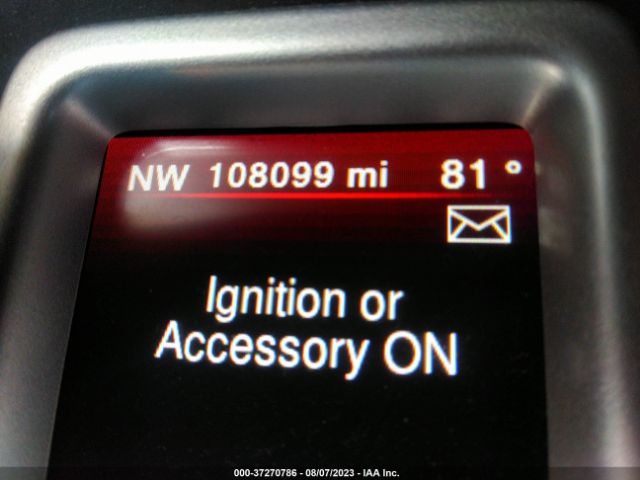 NW 108099 mi 81 °
Ignition or
Accessory ON
000-37270786 - 08/07/2023 - IAA Inc.